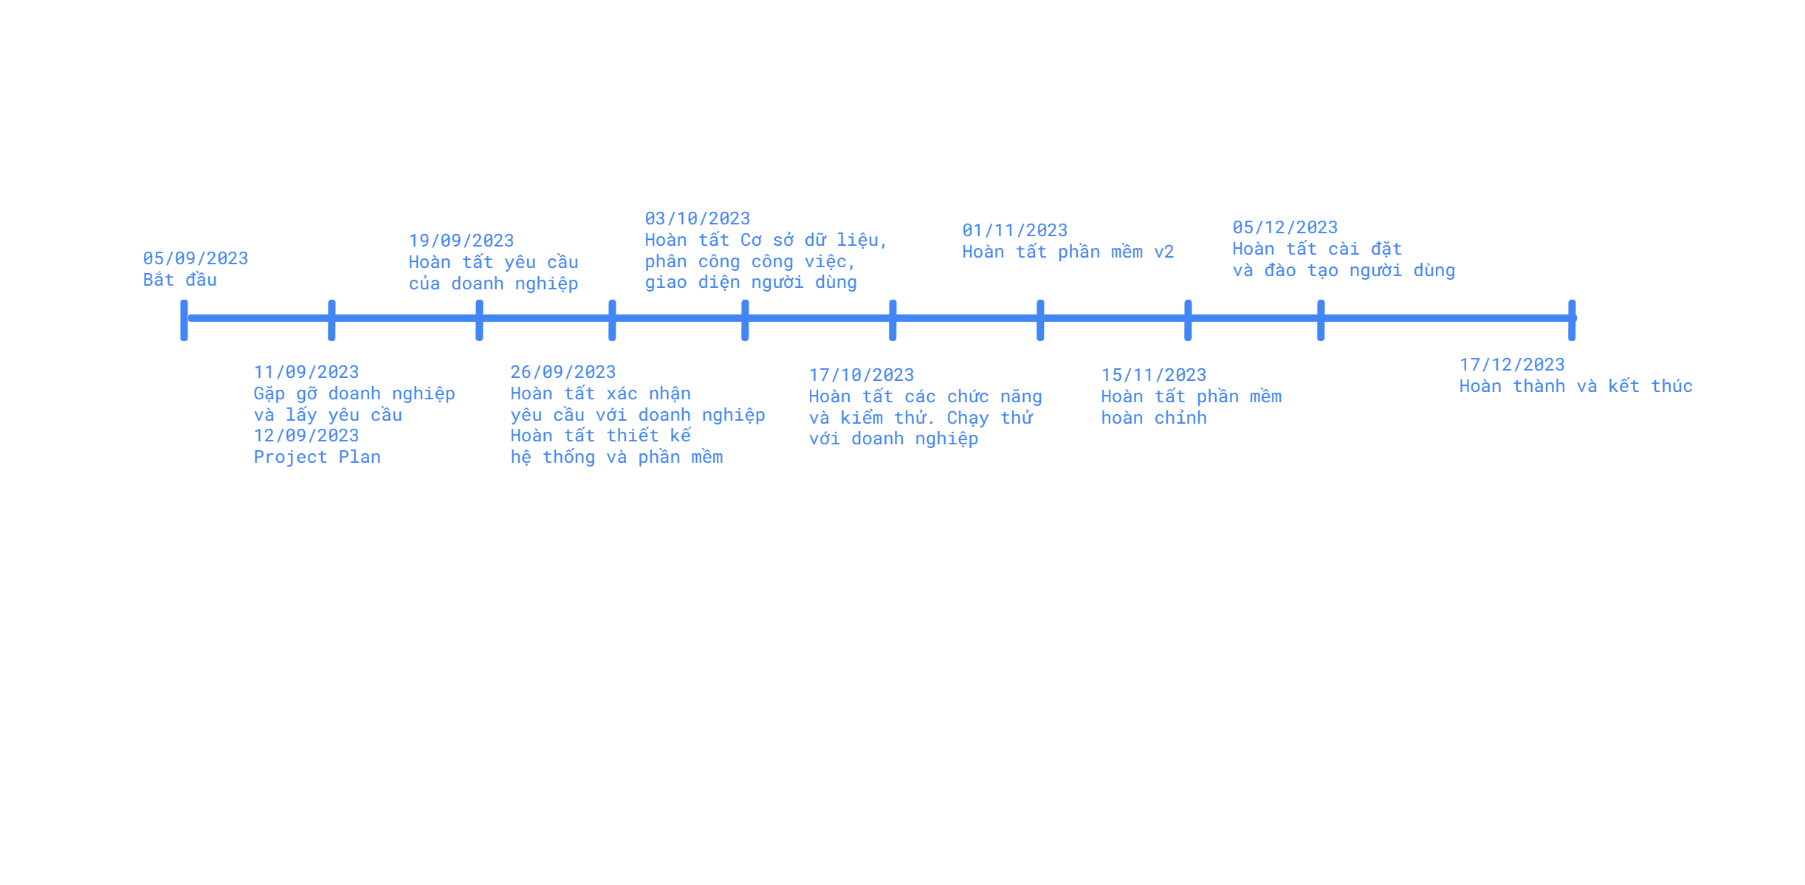 05/09/2023
Bắt đầu
11/09/2023
Gặp gỡ doanh nghiệp
và lấy yêu cầu
12/09/2023
Project Plan
19/09/2023
Hoàn tất yêu cầu
của doanh nghiệp
26/09/2023
Hoàn tất xác nhận
yêu cầu với doanh nghiệp
Hoàn tất thiết kế
hệ thống và phần mềm
03/10/2023
Hoàn tất Cơ sở dữ liệu,
phân công công việc,
giao diện người dùng
17/10/2023
Hoàn tất các chức năng
và kiểm thử. Chạy thử
với doanh nghiệp
01/11/2023
Hoàn tất phần mềm v2
15/11/2023
Hoàn tất phần mềm
hoàn chỉnh
05/12/2023
Hoàn tất cài đặt
và đào tạo người dùng
17/12/2023
Hoàn thành và kết thúc